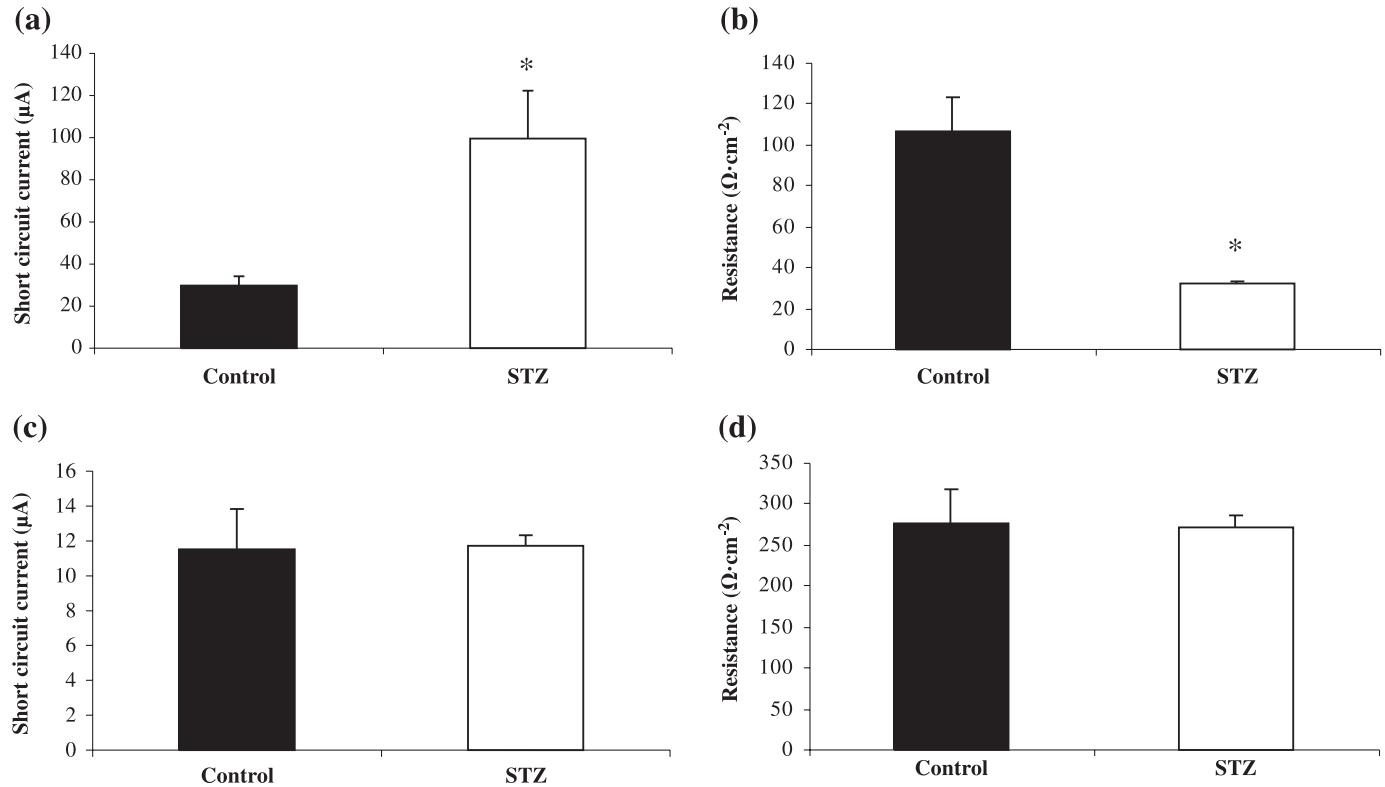 (a)
140
120
100
80
60
40
20
0
Short circuit current (µA)
*
Control
STZ
(b)
140
120
100
80
60
40
20
0
Resistance (Ω·cm-2)
*
Control
STZ
(c)
16
14
12
10
8
6
4
2
0
Short circuit current (µA)
Control
STZ
(d)
350
300
250
200
150
100
50
0
Resistance (Ω·cm-2)
Control
STZ